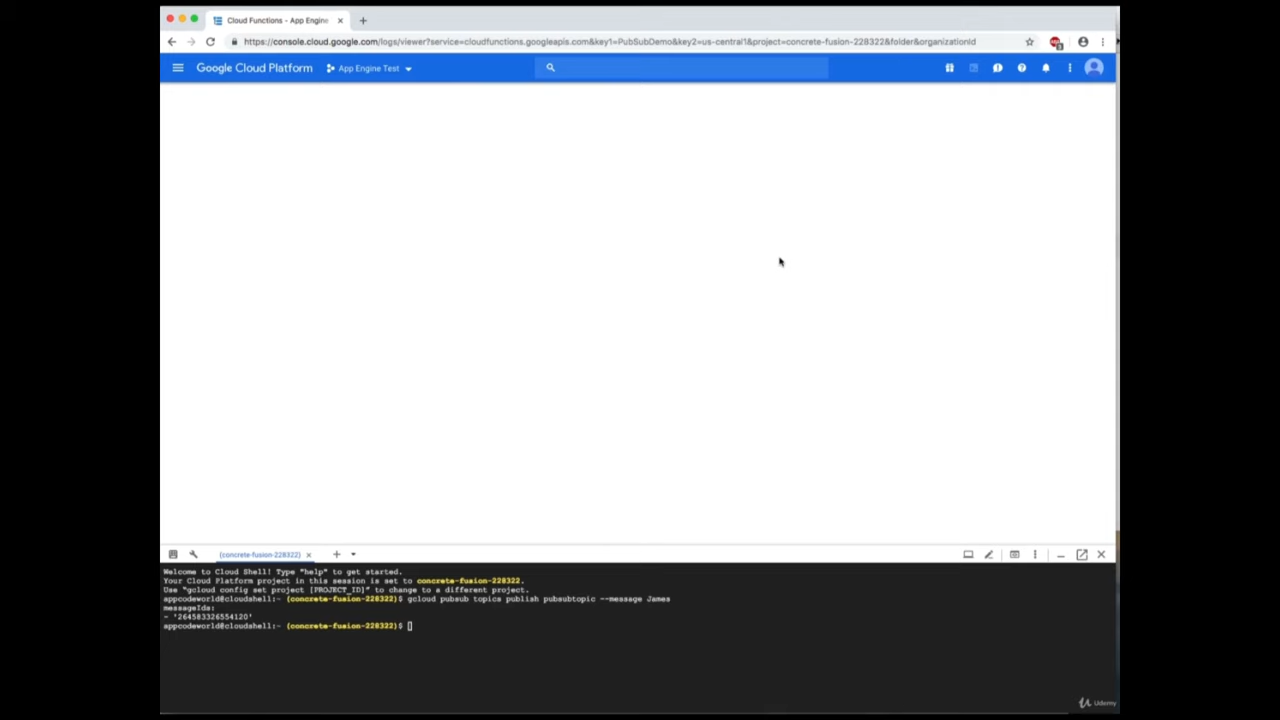 Cloud Functions - App Engine
https://console.cloud.google.com/logs/viewer?service=cloudfunctions.googleapis.com&key1=PubSubDemo&key2=us-central1&project=concrete-fusion-228322&folder&organizationId
Google Cloud Platform
App Engine Test
(concrete-fusion-228322)
Welcome to Cloud Shell! Type "help" to get started.
Your Cloud Platform project in this session is set to concrete-fusion-228322.
Use "gcloud config set project [PROJECT_ID]" to change to a different project.
appcodeworld@cloudshell:~ (concrete-fusion-228322)$ gcloud pubsub topics publish pubsubtopic --message James
messageIds:
- '264583326554120'
appcodeworld@cloudshell:~ (concrete-fusion-228322)$
Udemy